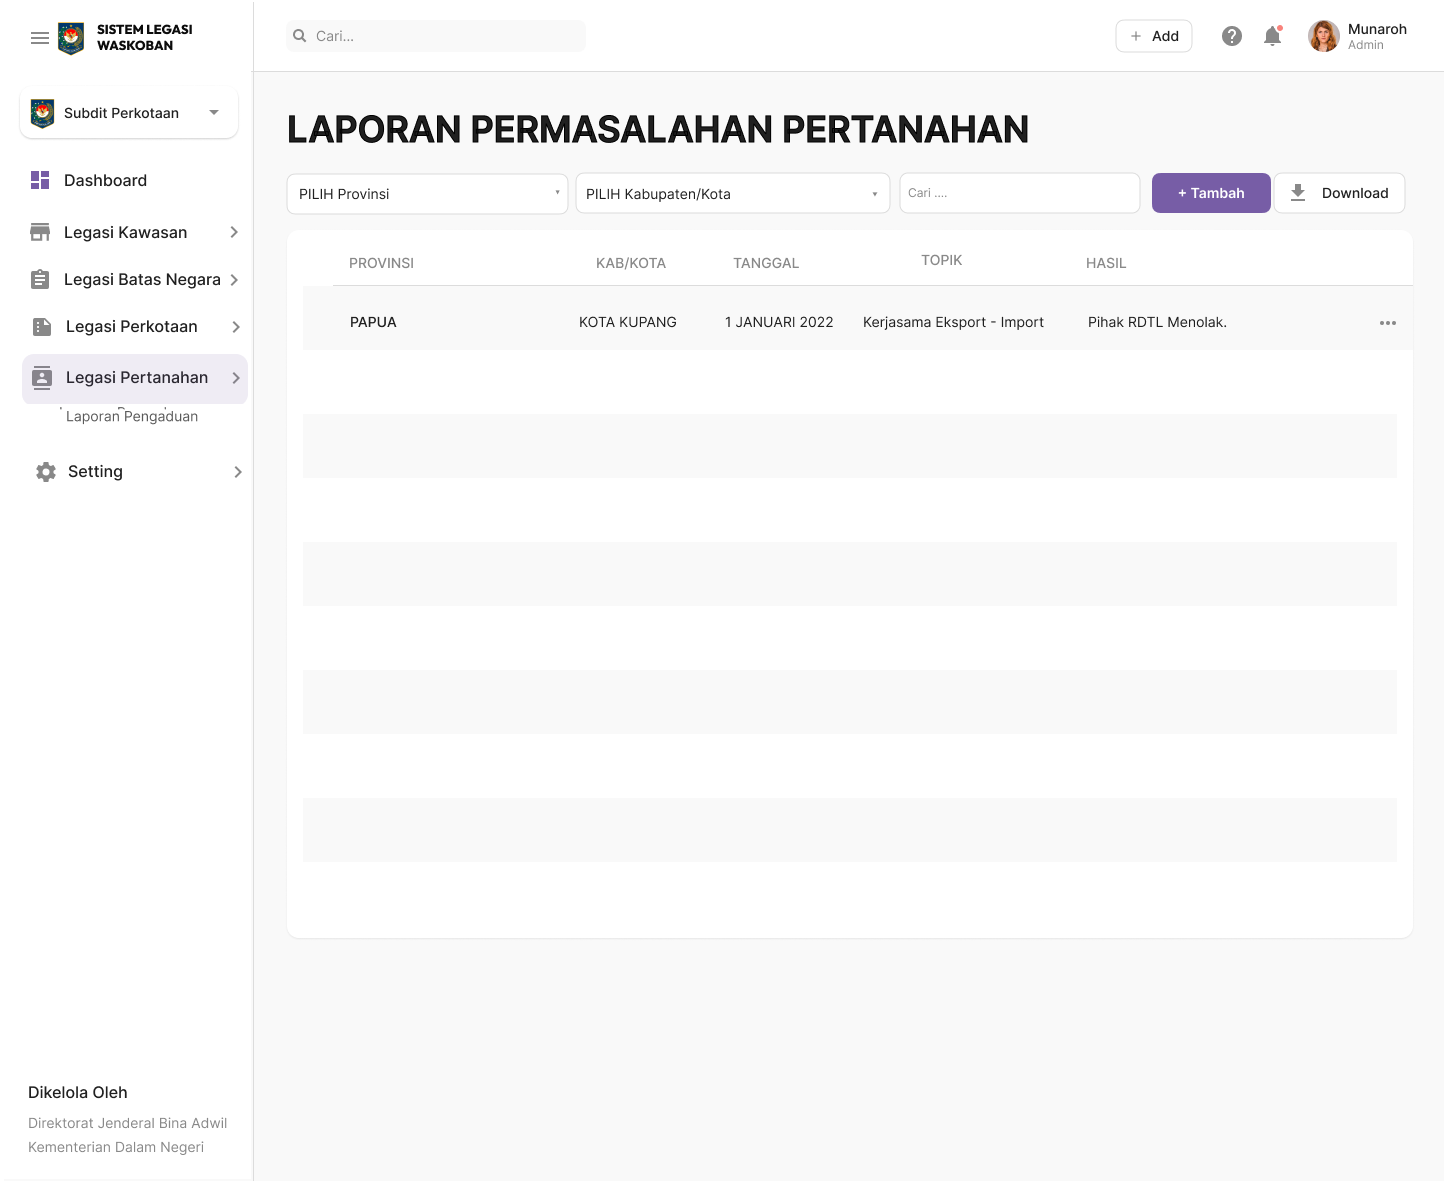 SISTEM LEGASI
WASKOBAN
Cari...
+ Add
Munaroh
Admin
Subdit Perkotaan
Dashboard
Legasi Kawasan
Legasi Batas Negara
Legasi Perkotaan
Legasi Pertanahan
Laporan Pengaduan
Setting
Dikelola Oleh
Direktorat Jenderal Bina Adwil
Kementerian Dalam Negeri
LAPORAN PERMASALAHAN PERTANAHAN
PILIH Provinsi
PILIH Kabupaten/Kota
Cari ....
+ Tambah
Download
PROVINSI KAB/KOTA TANGGAL TOPIK HASIL
PAPUA KOTA KUPANG 1 JANUARI 2022 Kerjasama Eksport - Import Pihak RDTL Menolak.